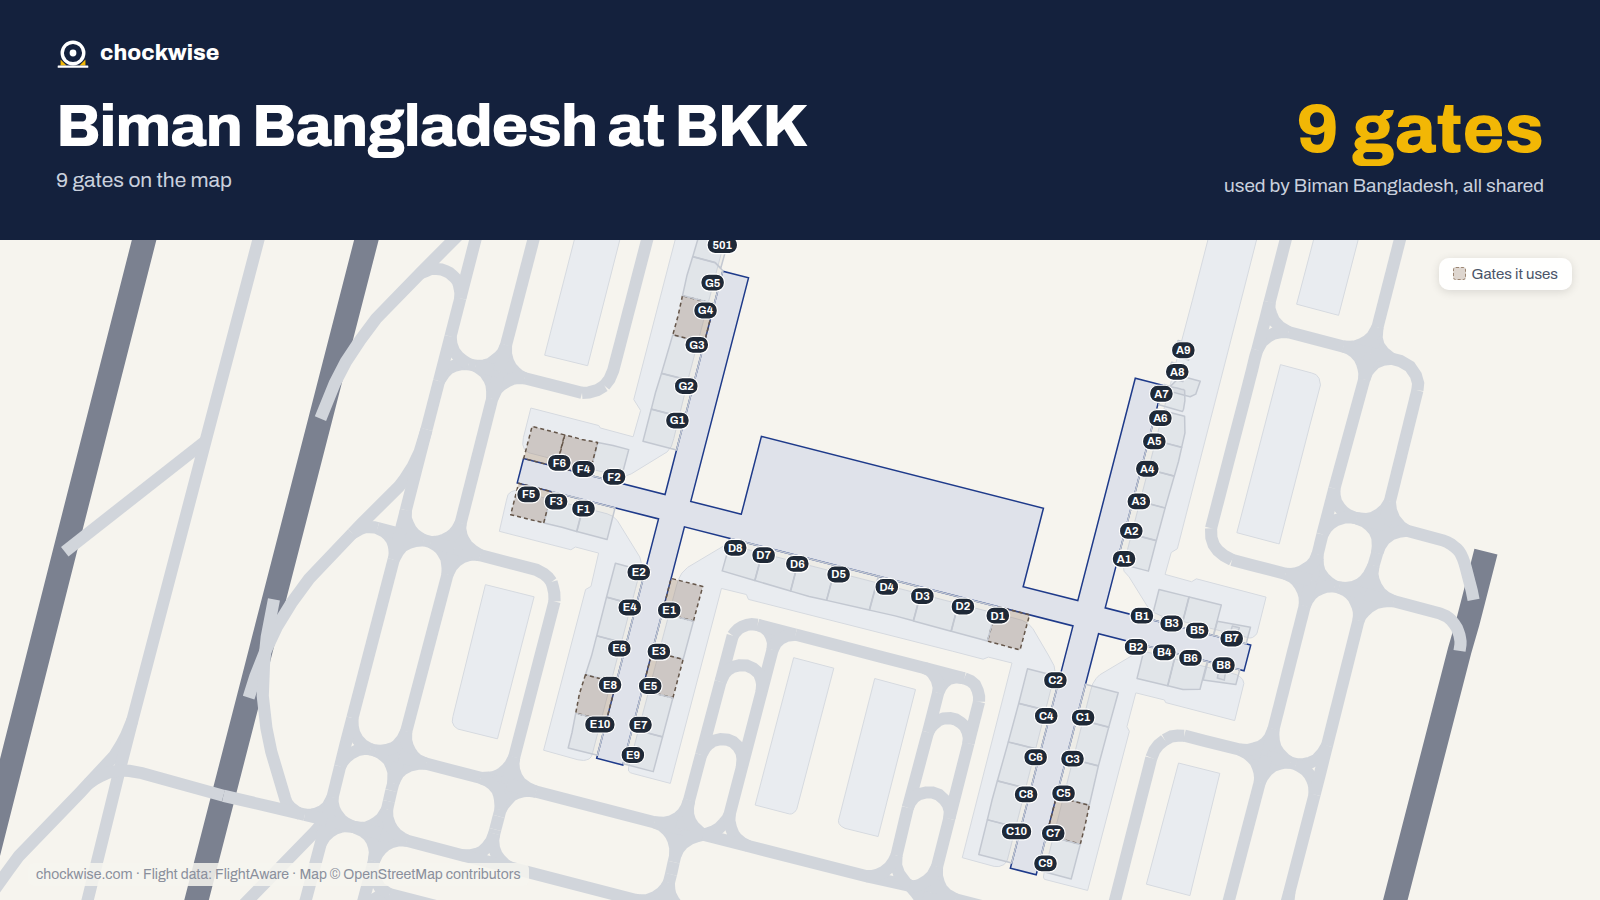 chockwise
Biman Bangladesh at BKK
9 gates on the map
9 gates
used by Biman Bangladesh, all shared
Gates it uses
501
G5
G4
G3
G2
G1
F6
F4
F2
F5
F3
F1
E2
E4
E1
E6
E3
E8
E5
E10
E7
E9
D8
D7
D6
D5
D4
D3
D2
D1
A9
A8
A7
A6
A5
A4
A3
A2
A1
B1
B3
B5
B7
B2
B4
B6
B8
C2
C4
C1
C6
C3
C8
C5
C10
C7
C9
chockwise.com · Flight data: FlightAware · Map © OpenStreetMap contributors